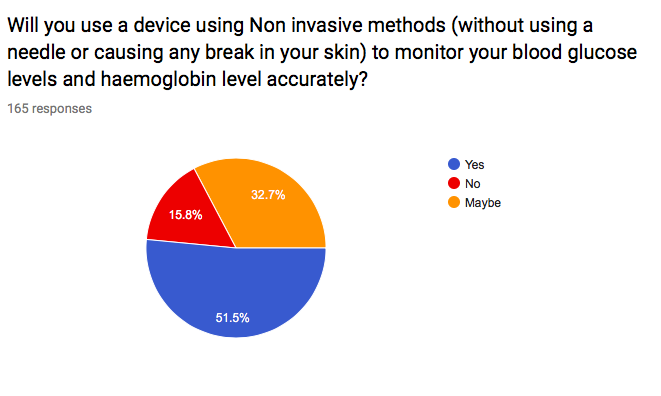 Will you use a device using Non invasive methods (without using a
needle or causing any break in your skin) to monitor your blood glucose
levels and haemoglobin level accurately?
165 responses
Yes
No
Maybe
32.7%
15.8%
51.5%